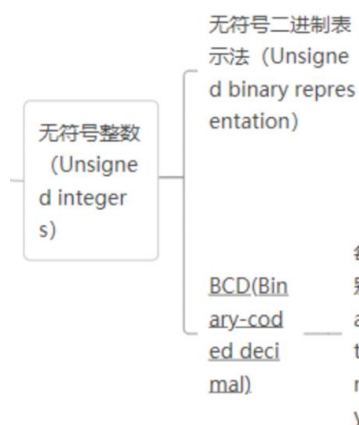 无符号二进制表
示法（Unsigne
d binary repres
entation）
无符号整数
（Unsigne
d integer
s）
BCD(Bin
ary-cod
ed deci
mal)